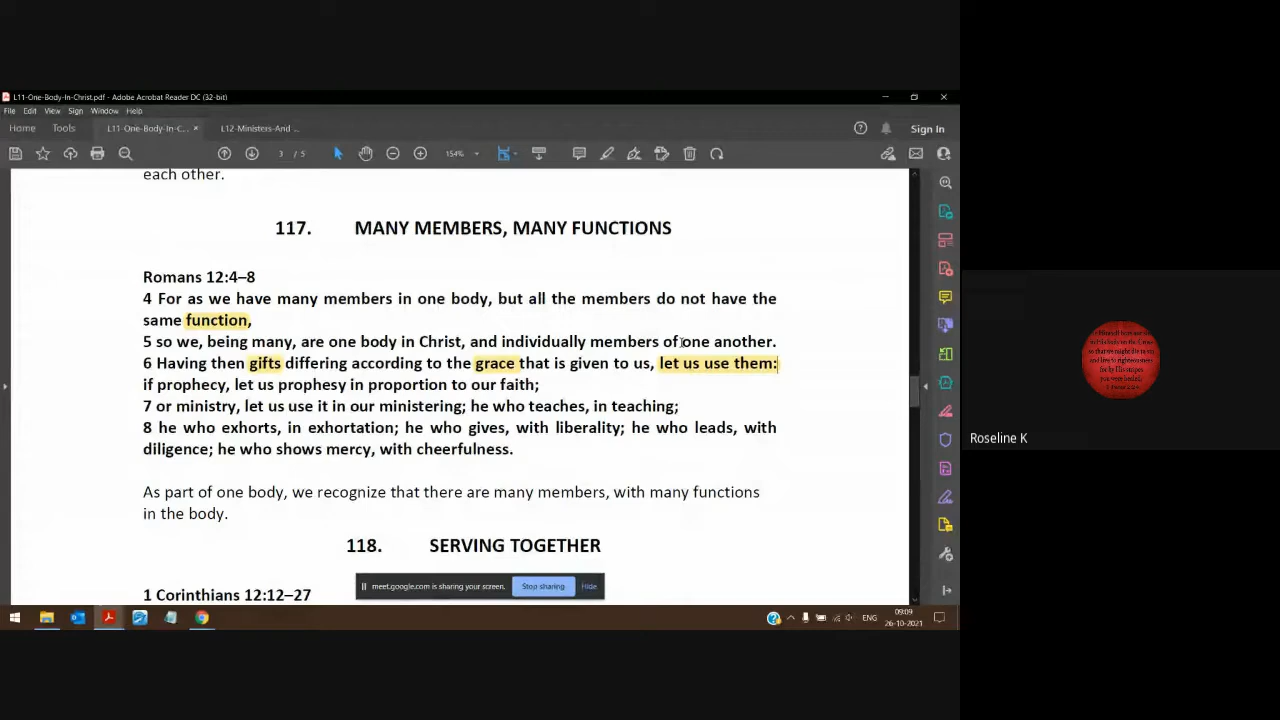 L11-One-Body-In-Christ.pdf - Adobe Acrobat Reader DC (32-bit)
File Edit View Sign Window Help
Home Tools L11-One-Body-In-C... × L12-Ministers-And ...
Sign In
3 / 5 154%
each other.
117. MANY MEMBERS, MANY FUNCTIONS
Romans 12:4–8
4 For as we have many members in one body, but all the members do not have the
same function,
5 so we, being many, are one body in Christ, and individually members of one another.
6 Having then gifts differing according to the grace that is given to us, let us use them:
if prophecy, let us prophesy in proportion to our faith;
7 or ministry, let us use it in our ministering; he who teaches, in teaching;
8 he who exhorts, in exhortation; he who gives, with liberality; he who leads, with
diligence; he who shows mercy, with cheerfulness.
As part of one body, we recognize that there are many members, with many functions
in the body.
118. SERVING TOGETHER
meet.google.com is sharing your screen. Stop sharing Hide
1 Corinthians 12:12–27
ENG
09:09
26-10-2021
Roseline K